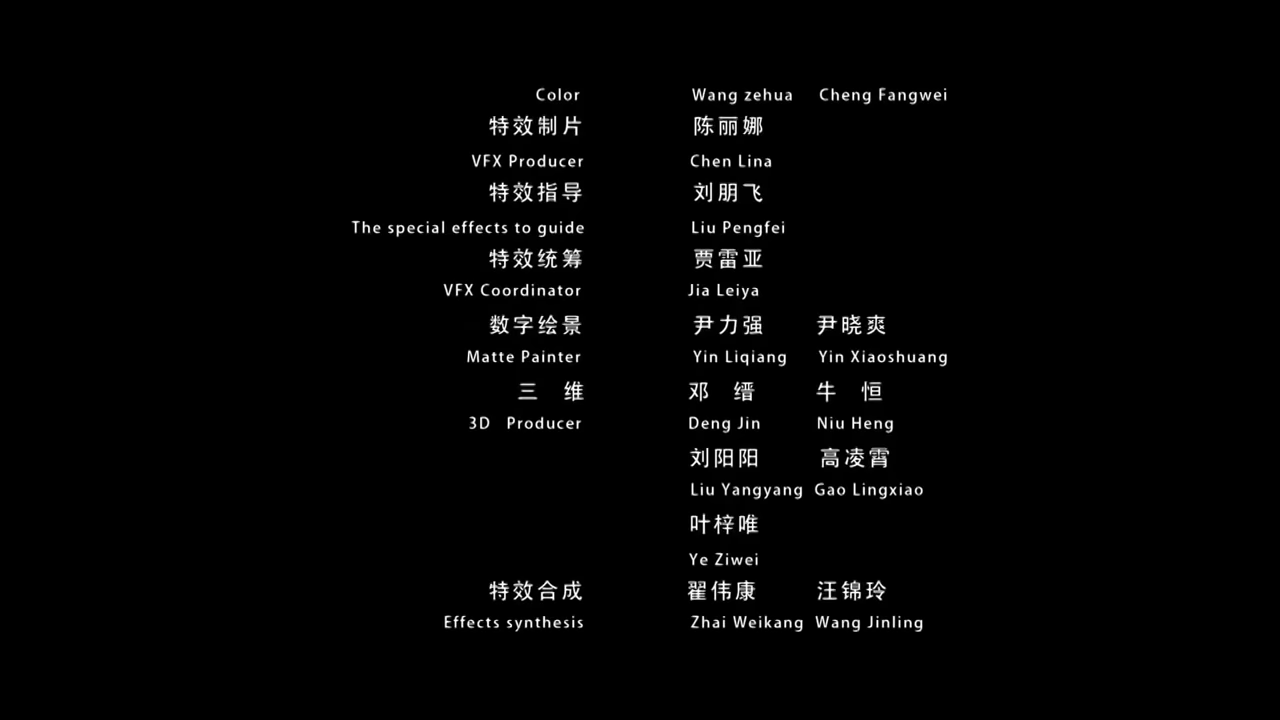 Color Wang zehua Cheng Fangwei
特效制片 陈丽娜
VFX Producer Chen Lina
特效指导 刘朋飞
The special effects to guide Liu Pengfei
特效统筹 贾雷亚
VFX Coordinator Jia Leiya
数字绘景 尹力强 尹晓爽
Matte Painter Yin Liqiang Yin Xiaoshuang
三 维 邓 缙 牛 恒
3D Producer Deng Jin Niu Heng
刘阳阳 高凌霄
Liu Yangyang Gao Lingxiao
叶梓唯
Ye Ziwei
特效合成 翟伟康 汪锦玲
Effects synthesis Zhai Weikang Wang Jinling